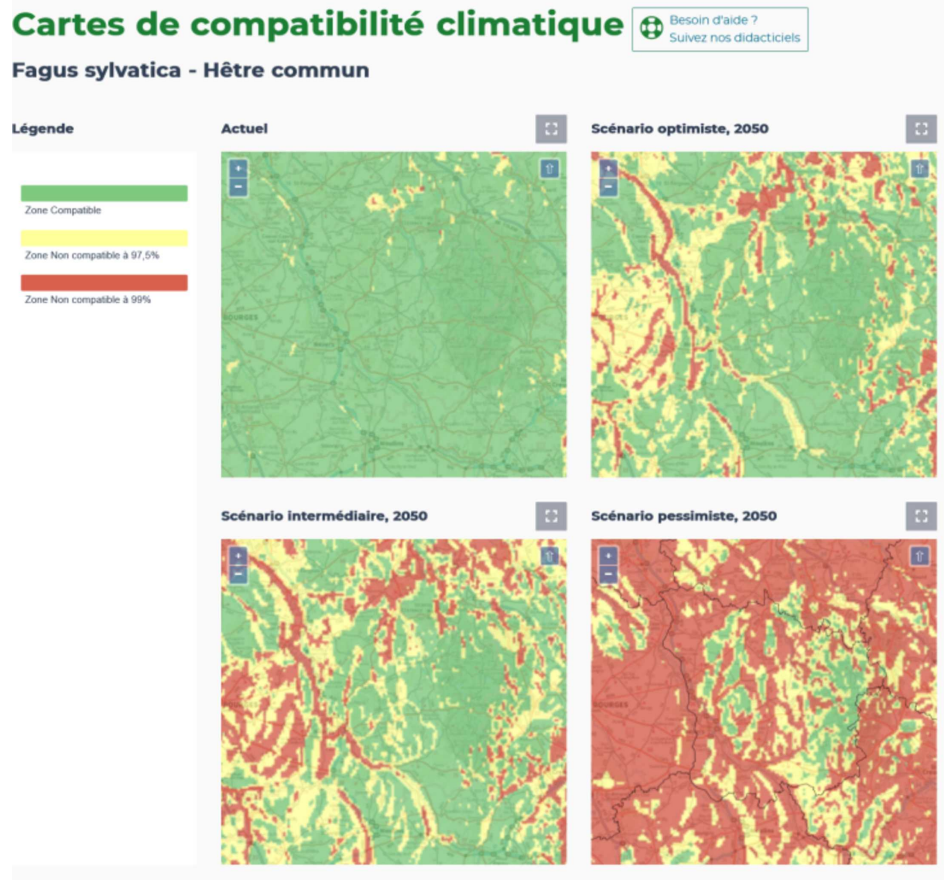 Cartes de compatibilité climatique
Besoin d'aide ?
Suivez nos didacticiels
Fagus sylvatica - Hêtre commun
Légende
Zone Compatible
Zone Non compatible à 97,5%
Zone Non compatible à 99%
Actuel
Scénario optimiste, 2050
BOURGES
Scénario intermédiaire, 2050
Scénario pessimiste, 2050
BOURGES